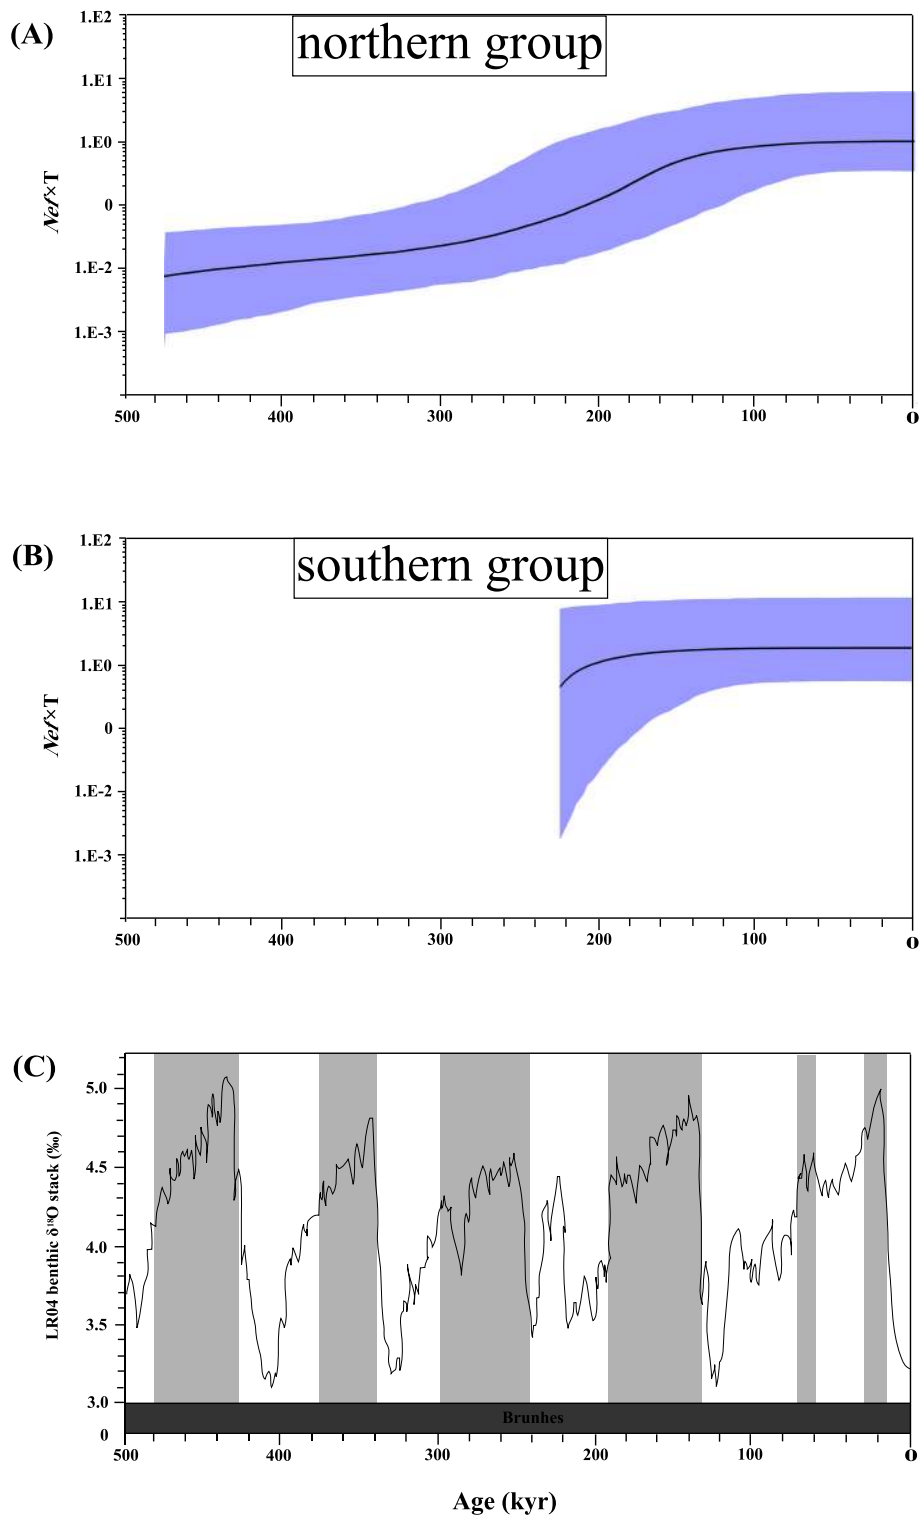 (A)
northern group
1.E2
1.E1
1.E0
0
1.E-2
1.E-3
Nef×T
500 400 300 200 100 0
(B)
southern group
1.E2
1.E1
1.E0
0
1.E-2
1.E-3
Nef×T
500 400 300 200 100 0
(C)
5.0
4.5
4.0
3.5
3.0
0
LR04 benthic δ¹⁸O stack (‰)
Brunhes
500 400 300 200 100 0
Age (kyr)